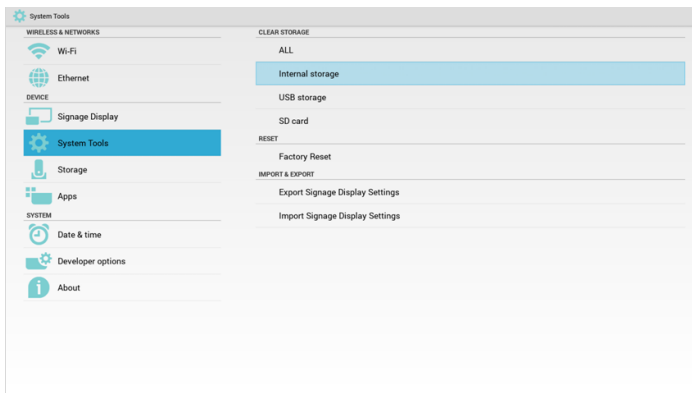 System Tools
WIRELESS & NETWORKS
Wi-Fi
Ethernet
DEVICE
Signage Display
System Tools
Storage
Apps
SYSTEM
Date & time
Developer options
About
CLEAR STORAGE
ALL
Internal storage
USB storage
SD card
RESET
Factory Reset
IMPORT & EXPORT
Export Signage Display Settings
Import Signage Display Settings